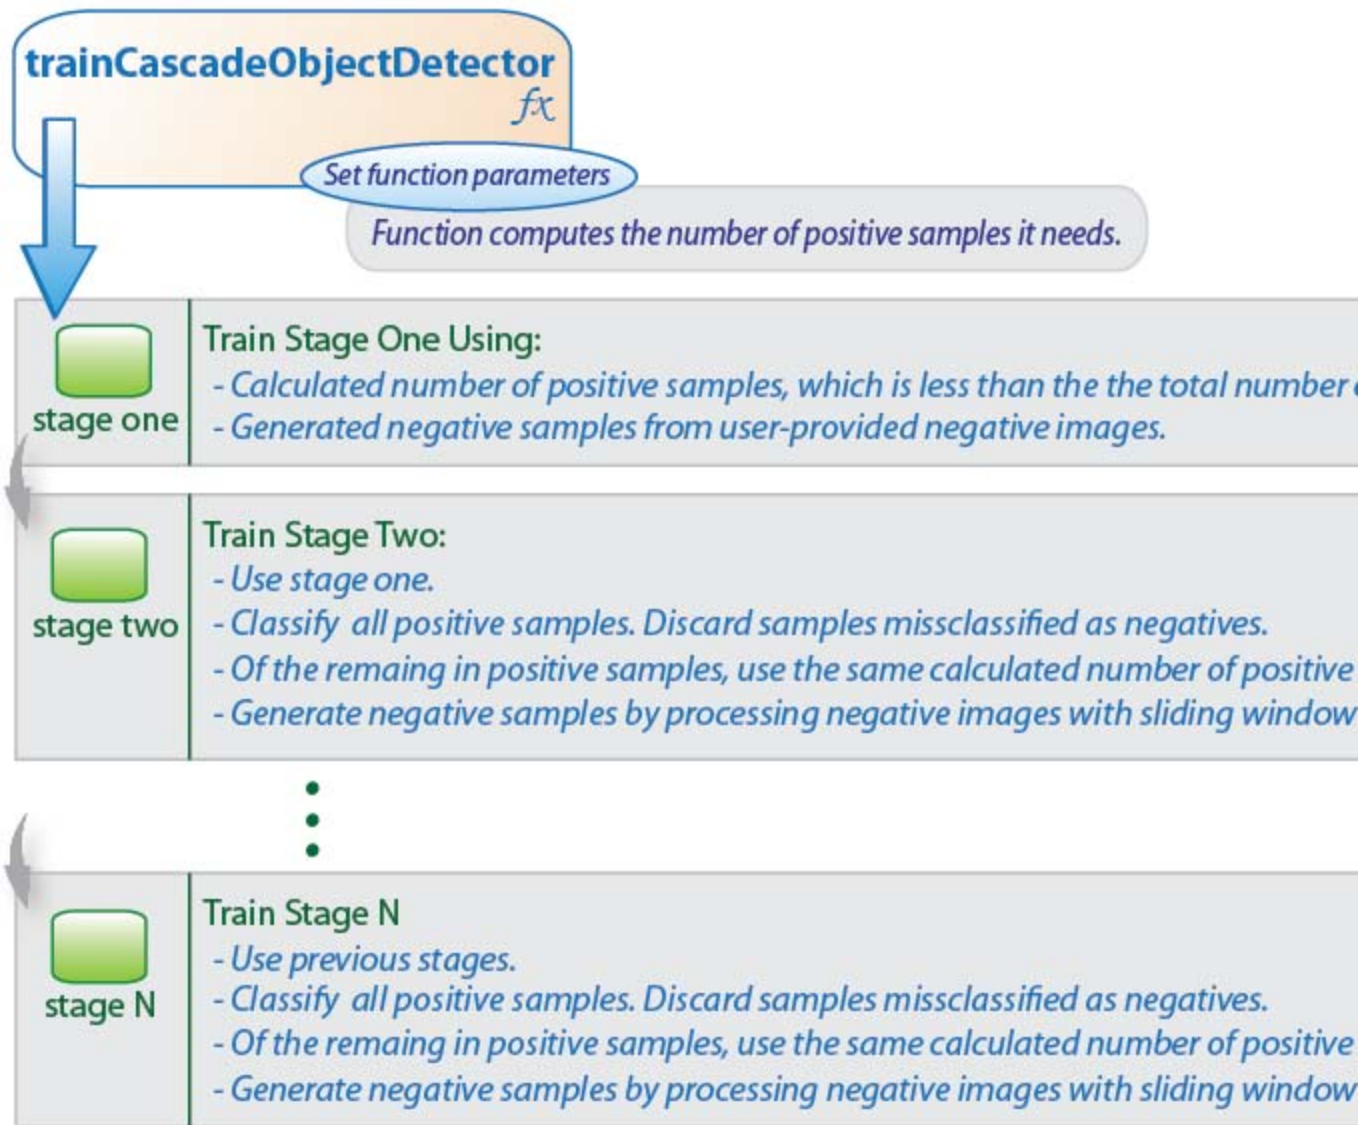 trainCascadeObjectDetector
fx
Set function parameters
Function computes the number of positive samples it needs.
Train Stage One Using:
- Calculated number of positive samples, which is less than the the total number
- Generated negative samples from user-provided negative images.
stage one
Train Stage Two:
- Use stage one.
- Classify all positive samples. Discard samples missclassified as negatives.
- Of the remaing in positive samples, use the same calculated number of positive
- Generate negative samples by processing negative images with sliding window
stage two
Train Stage N
- Use previous stages.
- Classify all positive samples. Discard samples missclassified as negatives.
- Of the remaing in positive samples, use the same calculated number of positive
- Generate negative samples by processing negative images with sliding window
stage N